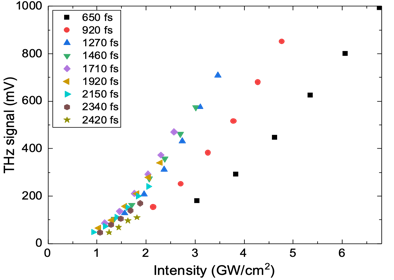 1000
800
600
400
200
0
THz signal (mV)
650 fs
920 fs
1270 fs
1460 fs
1710 fs
1920 fs
2150 fs
2340 fs
2420 fs
0 1 2 3 4 5 6
Intensity (GW/cm²)